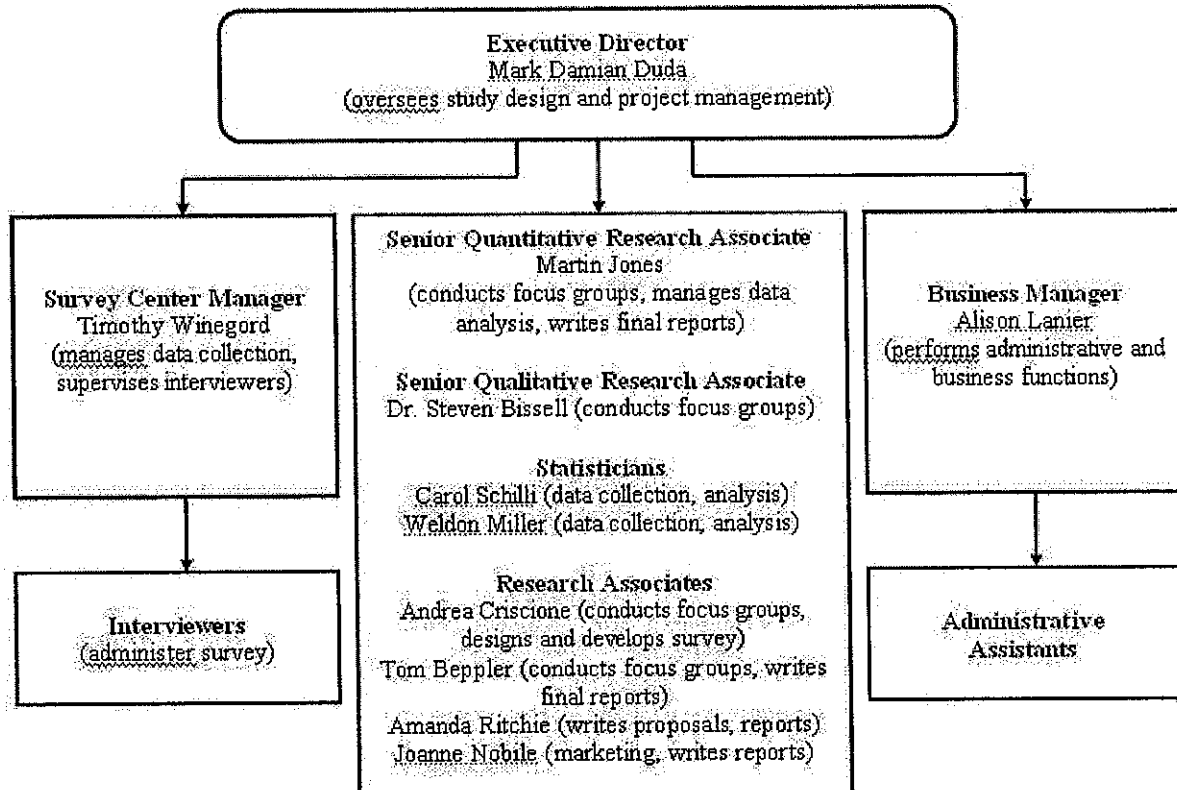 Executive Director
Mark Damian Duda
(oversees study design and project management)
Survey Center Manager
Timothy Winegord
(manages data collection,
supervises interviewers)
Interviewers
(administer survey)
Senior Quantitative Research Associate
Martin Jones
(conducts focus groups, manages data
analysis, writes final reports)
Senior Qualitative Research Associate
Dr. Steven Bissell (conducts focus groups)
Statisticians
Carol Schilli (data collection, analysis)
Weldon Miller (data collection, analysis)
Research Associates
Andrea Criscione (conducts focus groups,
designs and develops survey)
Tom Beppler (conducts focus groups, writes
final reports)
Amanda Ritchie (writes proposals, reports)
Joanne Nobile (marketing, writes reports)
Business Manager
Alison Lanier
(performs administrative and
business functions)
Administrative
Assistants